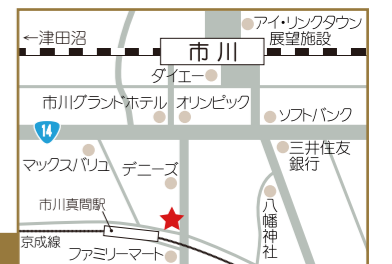 アイ・リンクタウン
展望施設
←津田沼
市川
ダイエー
市川グランドホテル
オリンピック
ソフトバンク
14
三井住友
銀行
マックスバリュ
デニーズ
市川真間駅
八幡神社
京成線
ファミリーマート